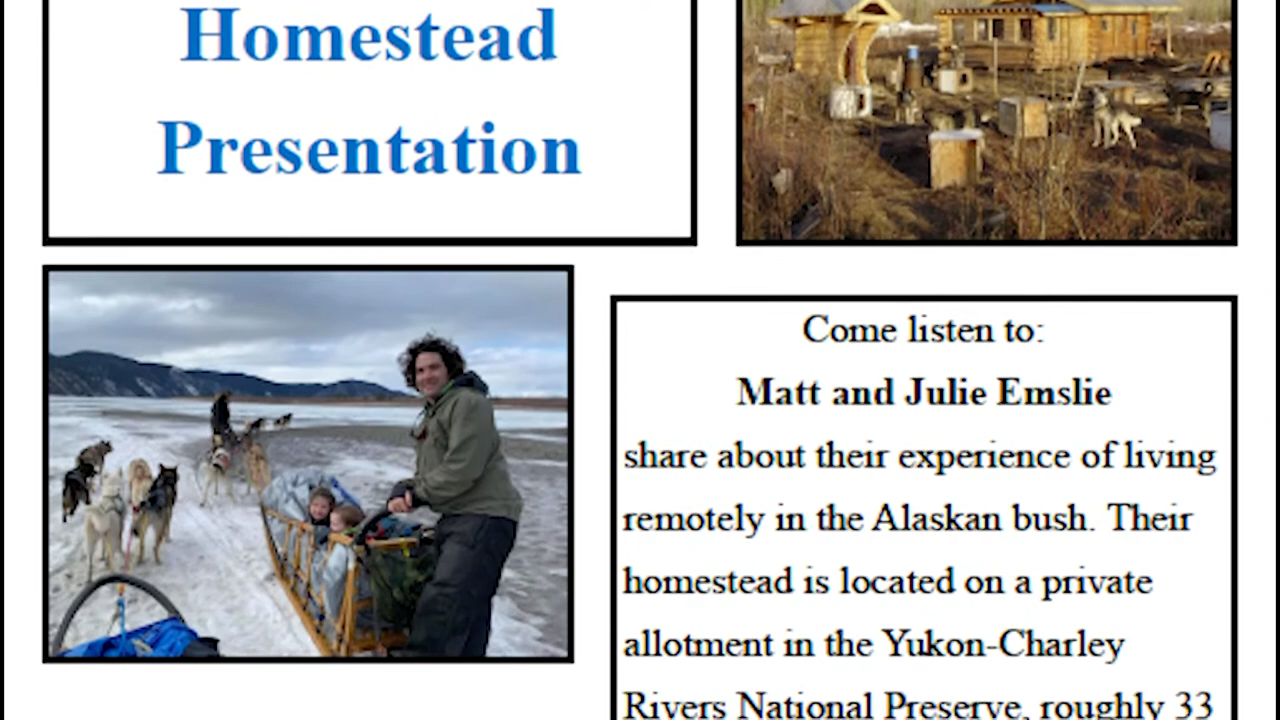 Homestead
Presentation
Come listen to:
Matt and Julie Emslie
share about their experience of living
remotely in the Alaskan bush. Their
homestead is located on a private
allotment in the Yukon-Charley
Rivers National Preserve, roughly 33